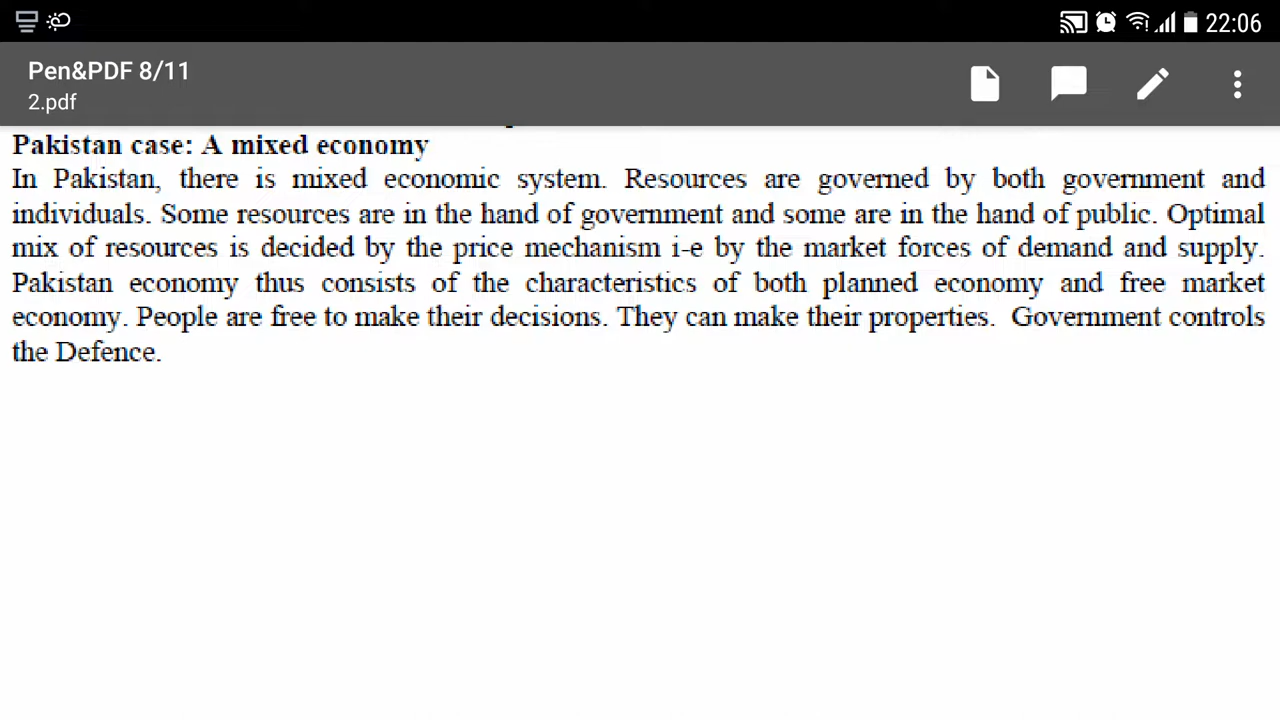 22:06
Pen&PDF 8/11
2.pdf
Pakistan case: A mixed economy
In Pakistan, there is mixed economic system. Resources are governed by both government and
individuals. Some resources are in the hand of government and some are in the hand of public. Optimal
mix of resources is decided by the price mechanism i-e by the market forces of demand and supply.
Pakistan economy thus consists of the characteristics of both planned economy and free market
economy. People are free to make their decisions. They can make their properties.  Government controls
the Defence.